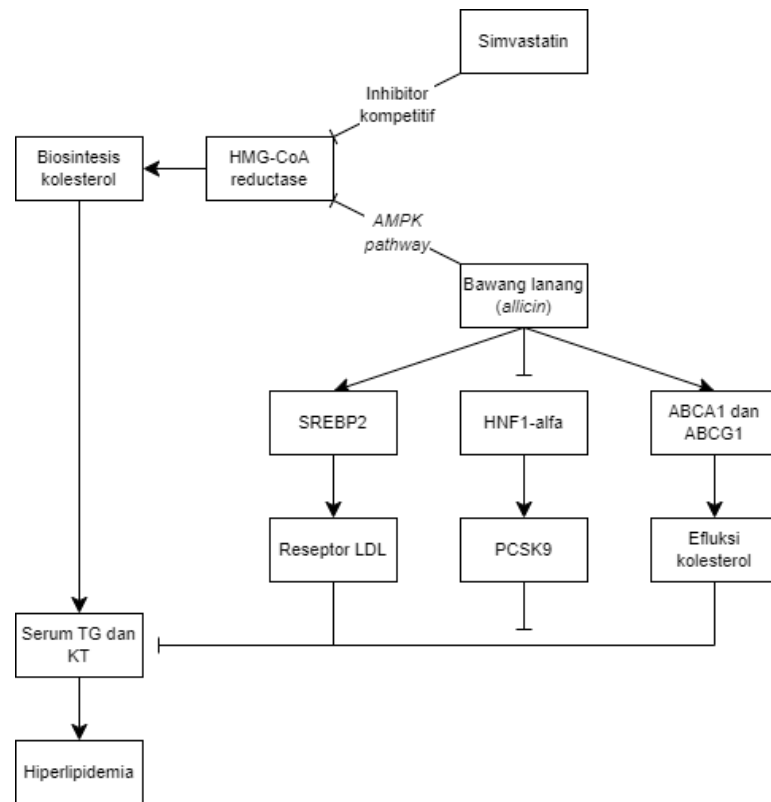 Simvastatin
Inhibitor
kompetitif
Biosintesis
kolesterol
HMG-CoA
reductase
AMPK
pathway
Bawang lanang
(allicin)
SREBP2
HNF1-alfa
ABCA1 dan
ABCG1
Reseptor LDL
PCSK9
Efluksi
kolesterol
Serum TG dan
KT
Hiperlipidemia